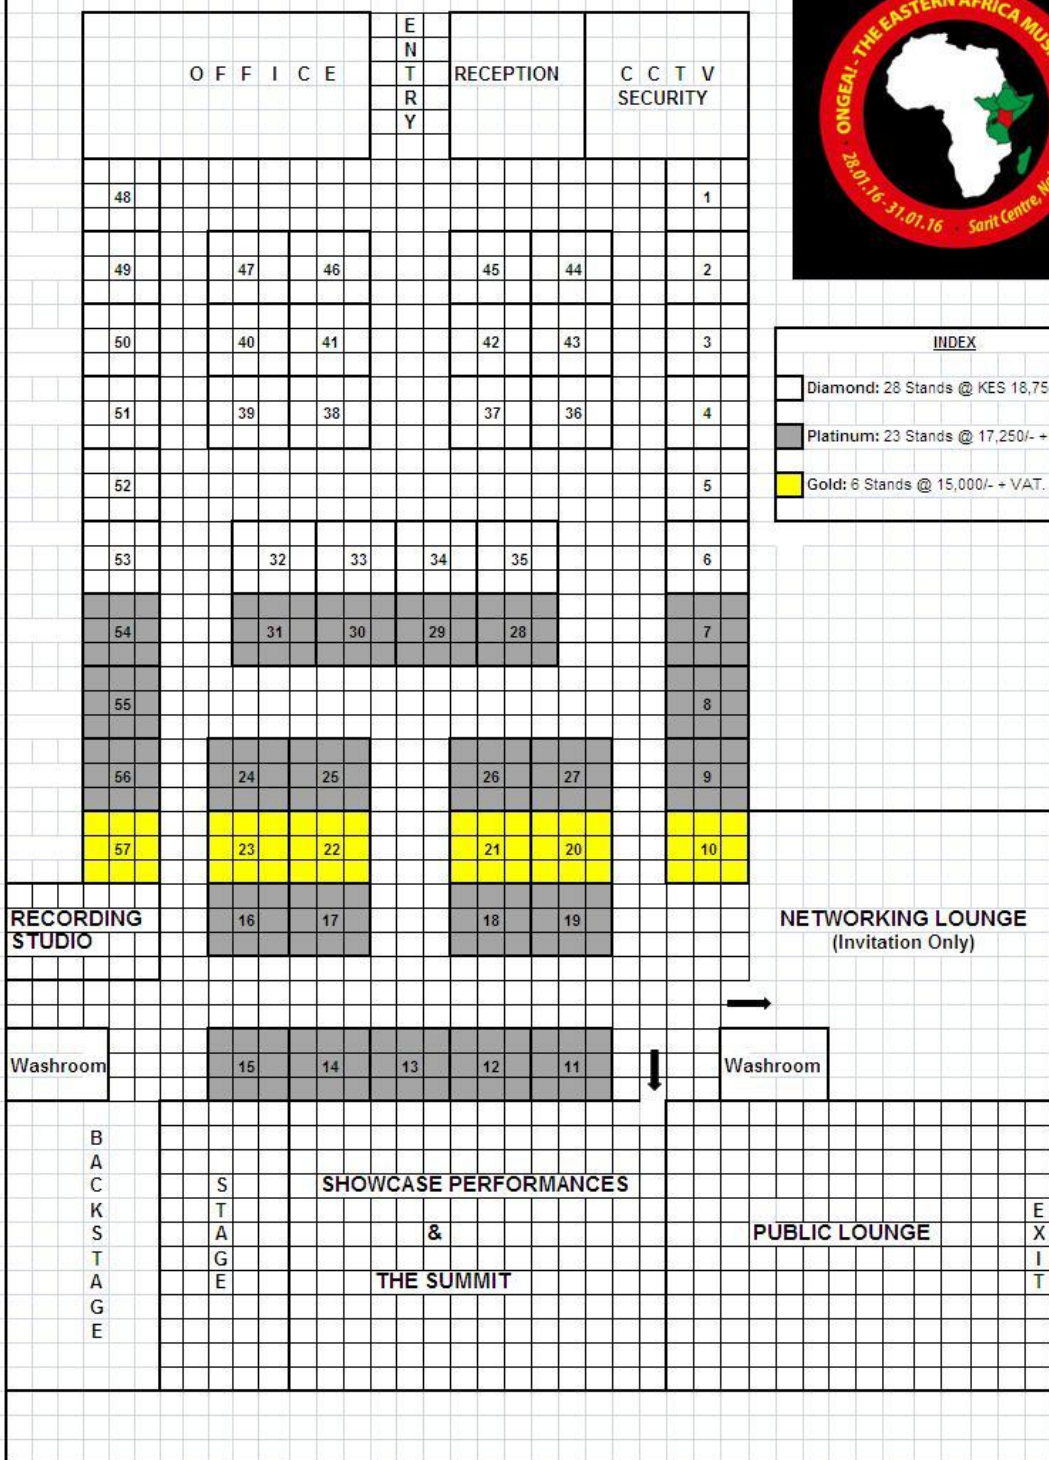 ENTRY
OFFICE
RECEPTION
CCTV
SECURITY
ONGEA! - THE EASTERN AFRICA
28.01.16 - 31.01.16 · Sarit Centre,
48 1
49 47 46 45 44 2
50 40 41 42 43 3
51 39 38 37 36 4
52 5
53 32 33 34 35 6
54 31 30 29 28 7
55 8
56 24 25 26 27 9
57 23 22 21 20 10
16 17 18 19
INDEX
Diamond: 28 Stands @ KES 18,75
Platinum: 23 Stands @ 17,250/- +
Gold: 6 Stands @ 15,000/- + VAT.
RECORDING
STUDIO
NETWORKING LOUNGE
(Invitation Only)
Washroom 15 14 13 12 11 Washroom
BACKSTAGE
STAGE
SHOWCASE PERFORMANCES
&
THE SUMMIT
PUBLIC LOUNGE
EXIT